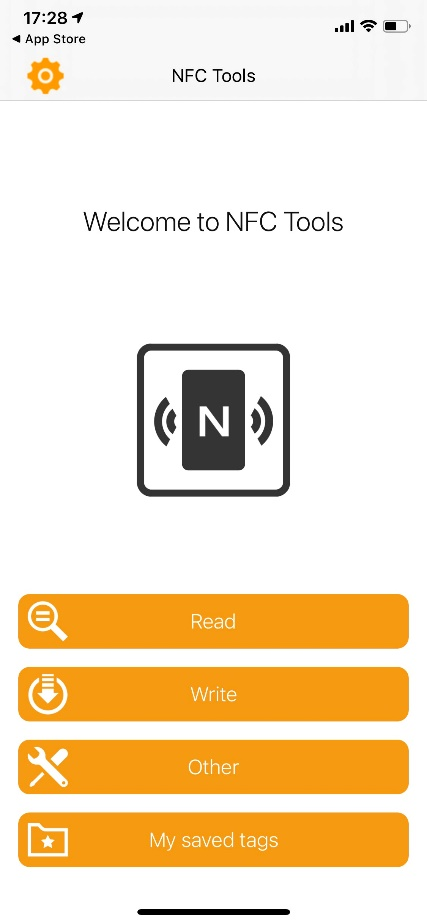 17:28
◀ App Store
NFC Tools
Welcome to NFC Tools
N
Read
Write
Other
My saved tags